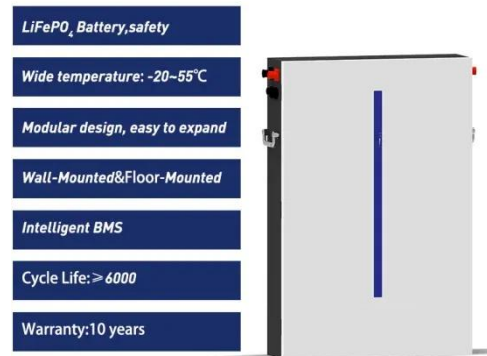 LiFePO₄ Battery,safety
Wide temperature: -20~55℃
Modular design, easy to expand
Wall-Mounted&Floor-Mounted
Intelligent BMS
Cycle Life:≥6000
Warranty:10 years